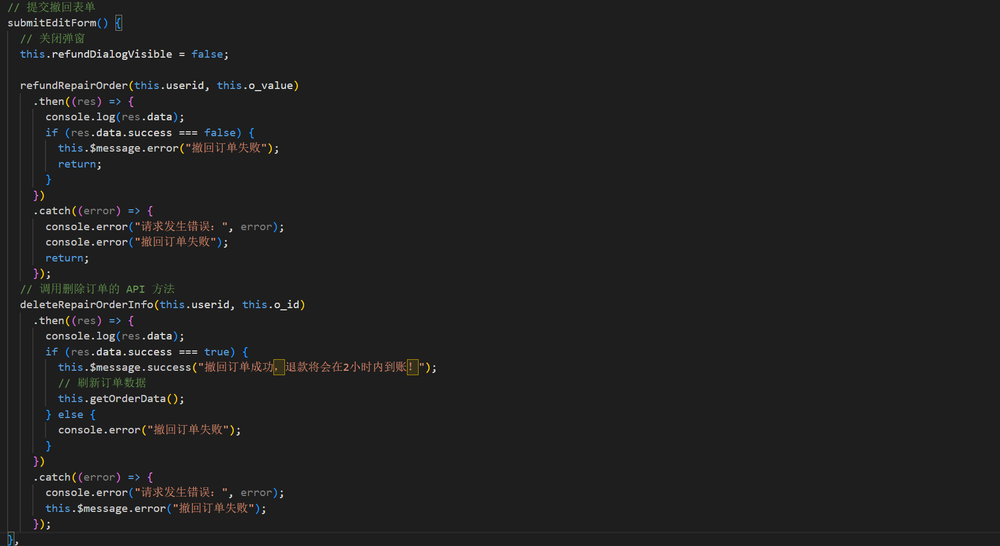 // 提交撤回表单
submitEditForm() {
// 关闭弹窗
this.refundDialogVisible = false;
refundRepairOrder(this.userid, this.o_value)
.then((res) => {
console.log(res.data);
if (res.data.success === false) {
this.$message.error("撤回订单失败");
return;
}
})
.catch((error) => {
console.error("请求发生错误：", error);
console.error("撤回订单失败");
return;
});
// 调用删除订单的 API 方法
deleteRepairOrderInfo(this.userid, this.o_id)
.then((res) => {
console.log(res.data);
if (res.data.success === true) {
this.$message.success("撤回订单成功，退款将会在2小时内到账！");
// 刷新订单数据
this.getOrderData();
} else {
console.error("撤回订单失败");
}
})
.catch((error) => {
console.error("请求发生错误：", error);
this.$message.error("撤回订单失败");
});
},